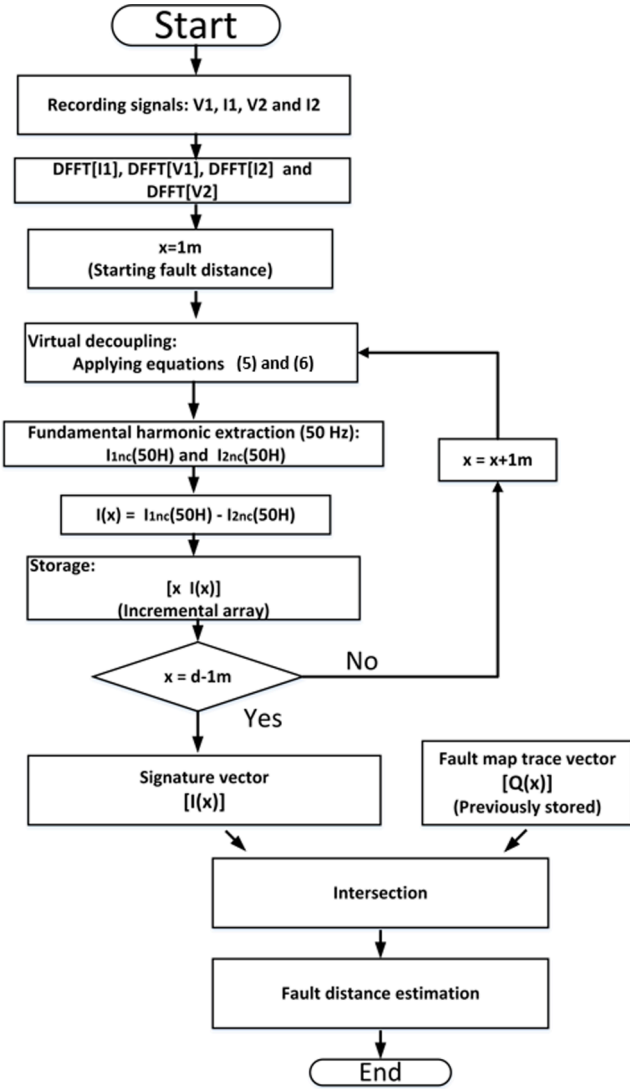 Start
Recording signals: V1, I1, V2 and I2
DFFT[I1], DFFT[V1], DFFT[I2] and
DFFT[V2]
x=1m
(Starting fault distance)
Virtual decoupling:
Applying equations (5) and (6)
Fundamental harmonic extraction (50 Hz):
I1nc(50H) and I2nc(50H)
x = x+1m
I(x) = I1nc(50H) - I2nc(50H)
Storage:
[x I(x)]
(Incremental array)
x = d-1m
No
Yes
Signature vector
[I(x)]
Fault map trace vector
[Q(x)]
(Previously stored)
Intersection
Fault distance estimation
End